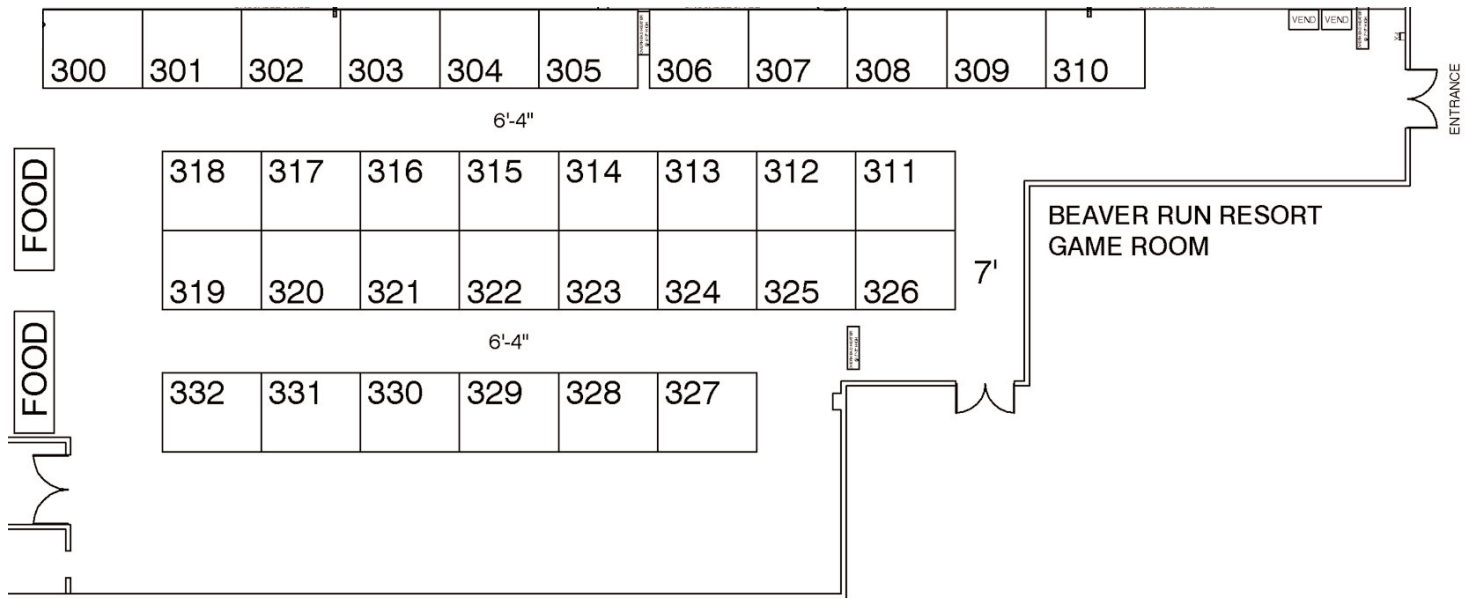 VEND VEND
300 301 302 303 304 305 306 307 308 309 310
ENTRANCE
6'-4"
318 317 316 315 314 313 312 311
FOOD
BEAVER RUN RESORT
GAME ROOM
7'
319 320 321 322 323 324 325 326
6'-4"
FOOD
332 331 330 329 328 327